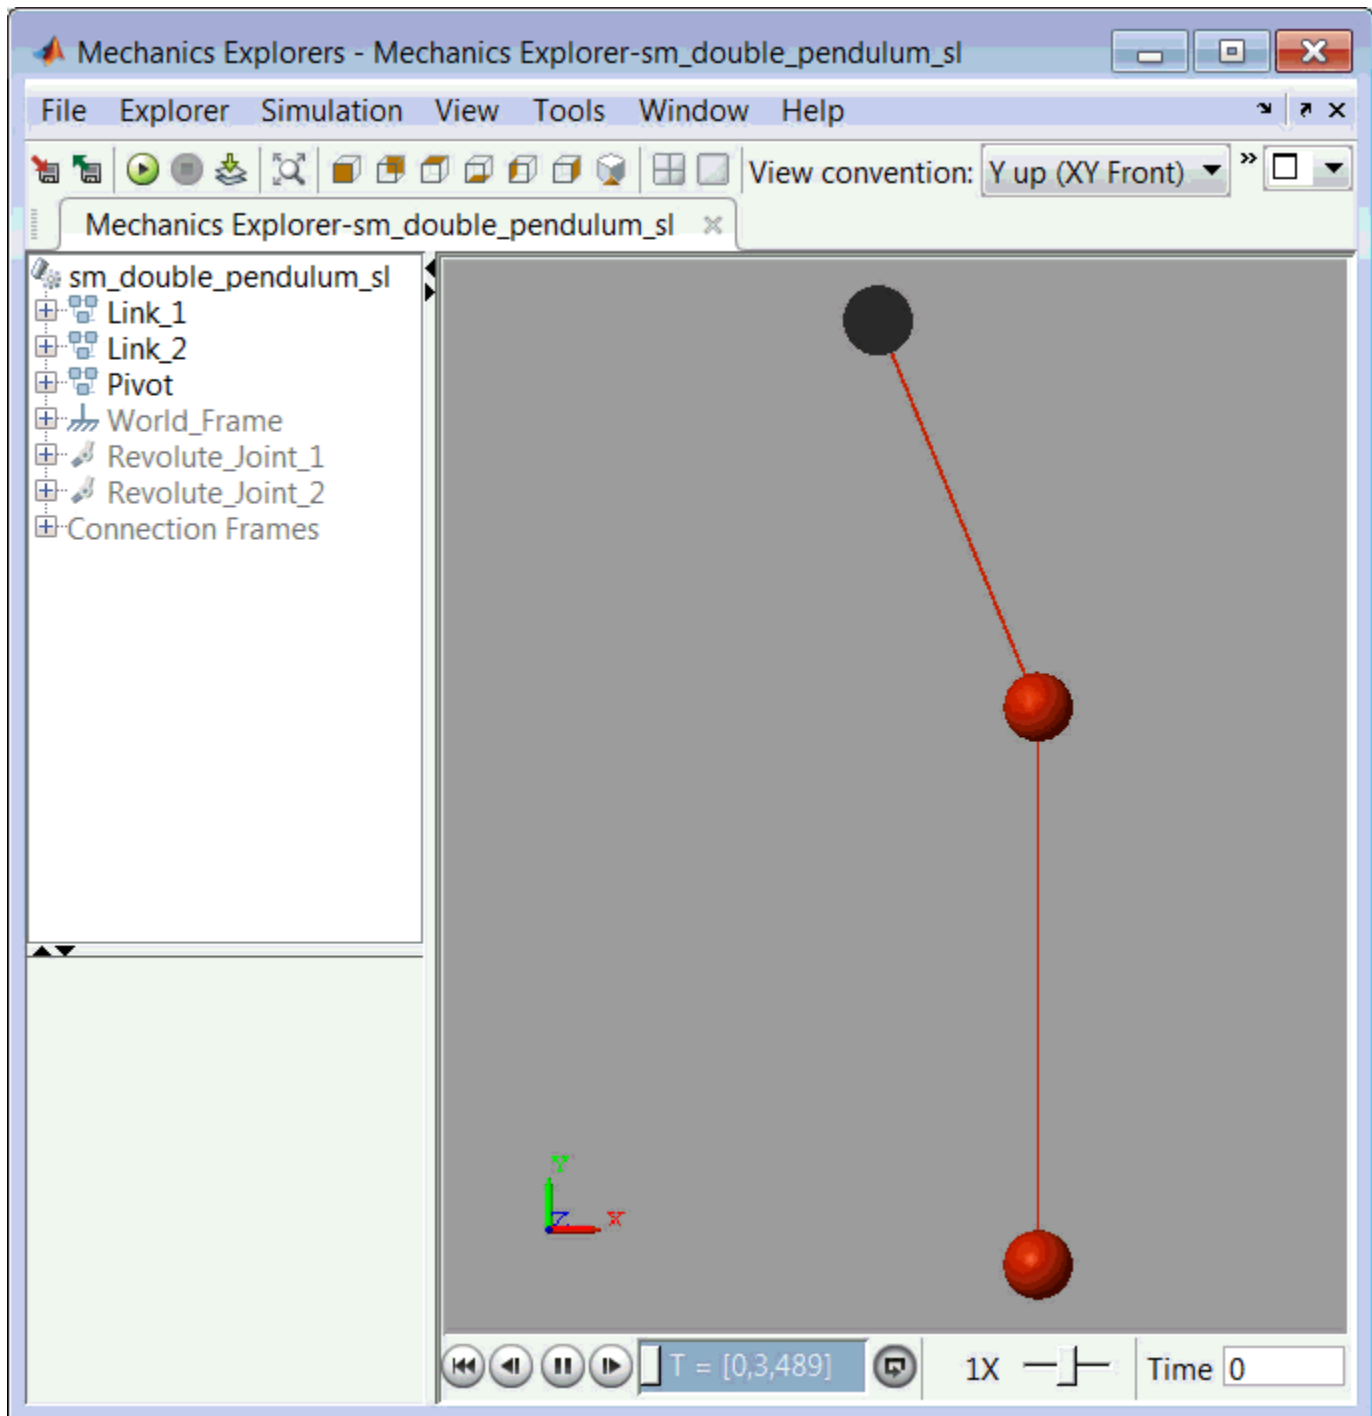 Mechanics Explorers - Mechanics Explorer-sm_double_pendulum_sl
File Explorer Simulation View Tools Window Help
View convention: Y up (XY Front) »
Mechanics Explorer-sm_double_pendulum_sl
sm_double_pendulum_sl
Link_1
Link_2
Pivot
World_Frame
Revolute_Joint_1
Revolute_Joint_2
Connection Frames
Y
Z X
T = [0,3,489] 1X Time 0